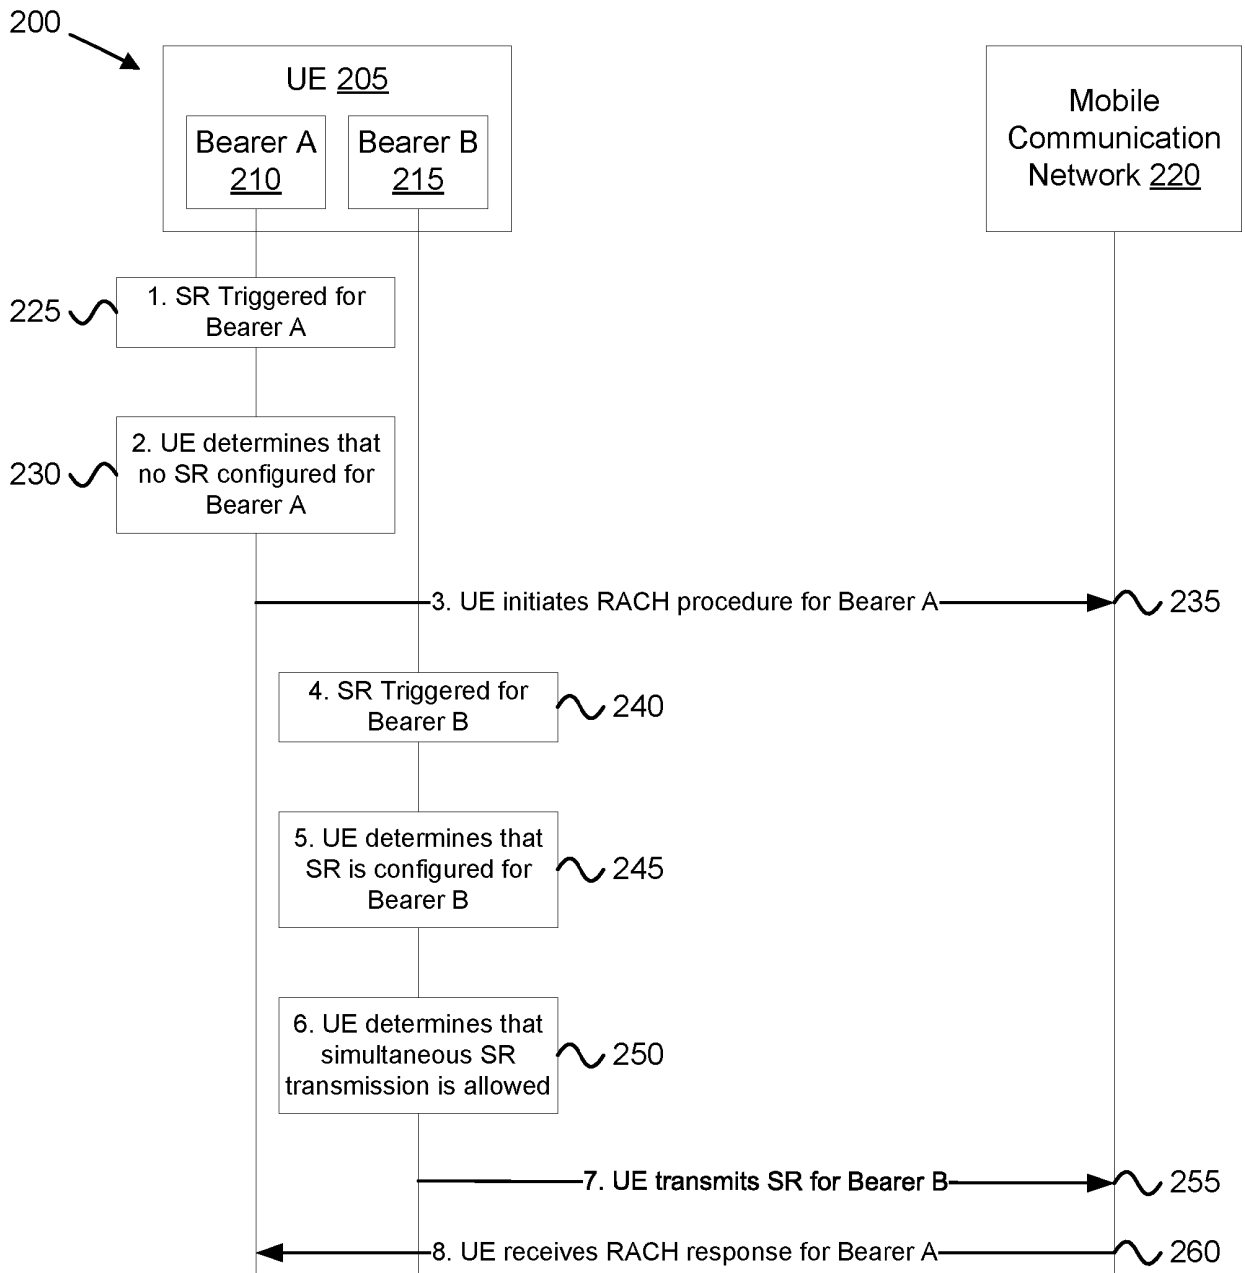 200
UE 205
Bearer A
210
Bearer B
215
Mobile
Communication
Network 220
1. SR Triggered for
Bearer A
225
2. UE determines that
no SR configured for
Bearer A
230
3. UE initiates RACH procedure for Bearer A
235
4. SR Triggered for
Bearer B
240
5. UE determines that
SR is configured for
Bearer B
245
6. UE determines that
simultaneous SR
transmission is allowed
250
7. UE transmits SR for Bearer B
255
8. UE receives RACH response for Bearer A
260